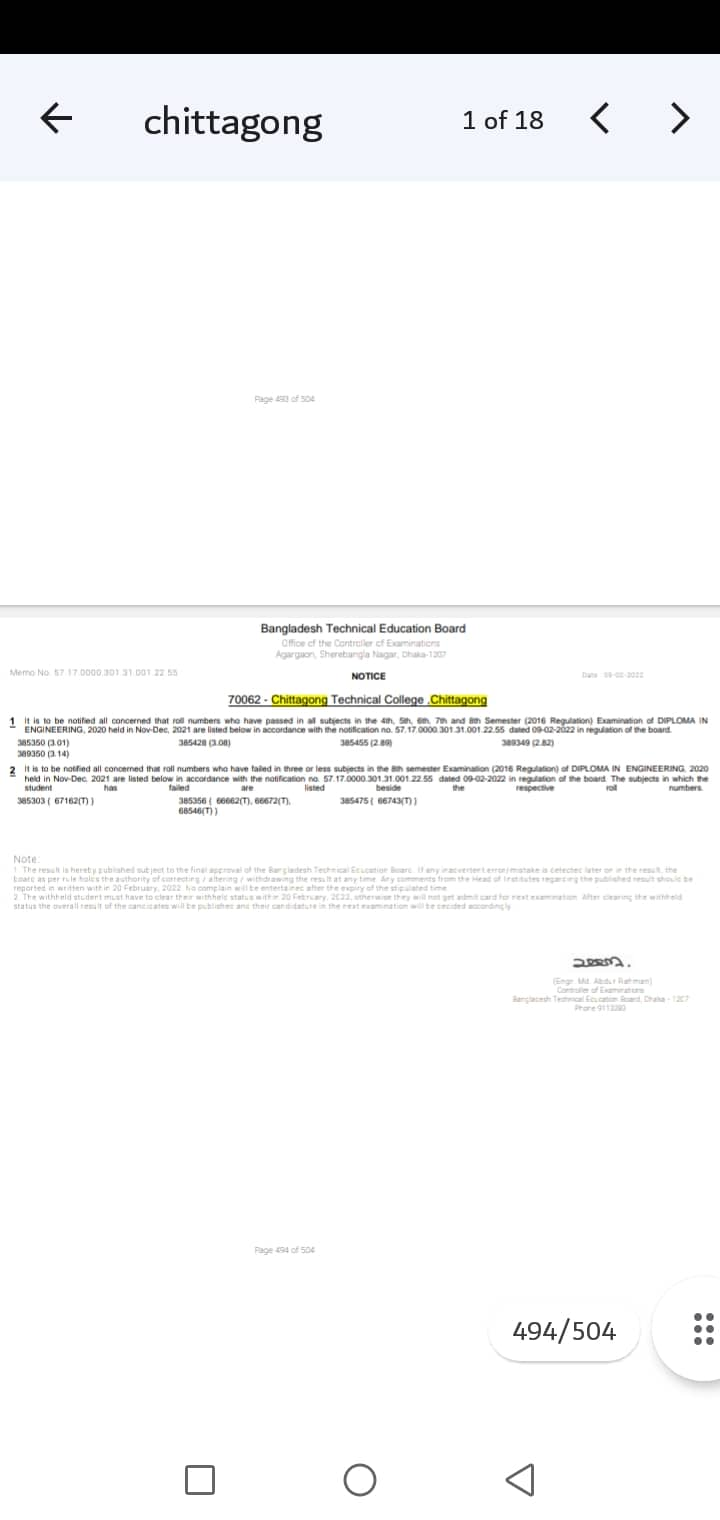 chittagong
1 of 18
Page 493 of 504
Bangladesh Technical Education Board
Office of the Controller of Examinations
Agargaon, Sherebangla Nagar, Dhaka-1207
Memo No. 57.17.0000.301.31.001.22.55
NOTICE
Date 09-02-2022
70062 - Chittagong Technical College ,Chittagong
1 It is to be notified all concerned that roll numbers who have passed in all subjects in the 4th, 5th, 6th, 7th and 8th Semester (2016 Regulation) Examination of DIPLOMA IN
ENGINEERING, 2020 held in Nov-Dec, 2021 are listed below in accordance with the notification no. 57.17.0000.301.31.001.22.55 dated 09-02-2022 in regulation of the board.
385350 (3.01) 385428 (3.08) 385455 (2.89) 389349 (2.82)
389350 (3.14)
2 It is to be notified all concerned that roll numbers who have failed in three or less subjects in the 8th semester Examination (2016 Regulation) of DIPLOMA IN ENGINEERING, 2020
held in Nov-Dec, 2021 are listed below in accordance with the notification no. 57.17.0000.301.31.001.22.55 dated 09-02-2022 in regulation of the board. The subjects in which the
student has failed are listed beside the respective roll numbers.
385303 ( 67162(T) ) 385356 ( 66662(T), 66672(T), 385475 ( 66743(T) )
68546(T) )
Note:
1. The result is hereby published subject to the final approval of the Bangladesh Technical Education Board. If any inadvertent error/mistake is detected later on in the result, the
board as per rule holds the authority of correcting / altering / withdrawing the result at any time. Any comments from the Head of Institutes regarding the published result should be
reported in written within 20 February, 2022. No complain will be entertained after the expiry of the stipulated time.
2. The withheld student must have to clear their withheld status within 20 February, 2022, otherwise they will not get admit card for next examination. After clearing the withheld
status the overall result of the candidates will be published and their candidature in the next examination will be decided accordingly.
(Engr. Md. Abdur Rahman)
Controller of Examinations
Bangladesh Technical Education Board, Dhaka - 1207
Phone 9113283
Page 494 of 504
494/504